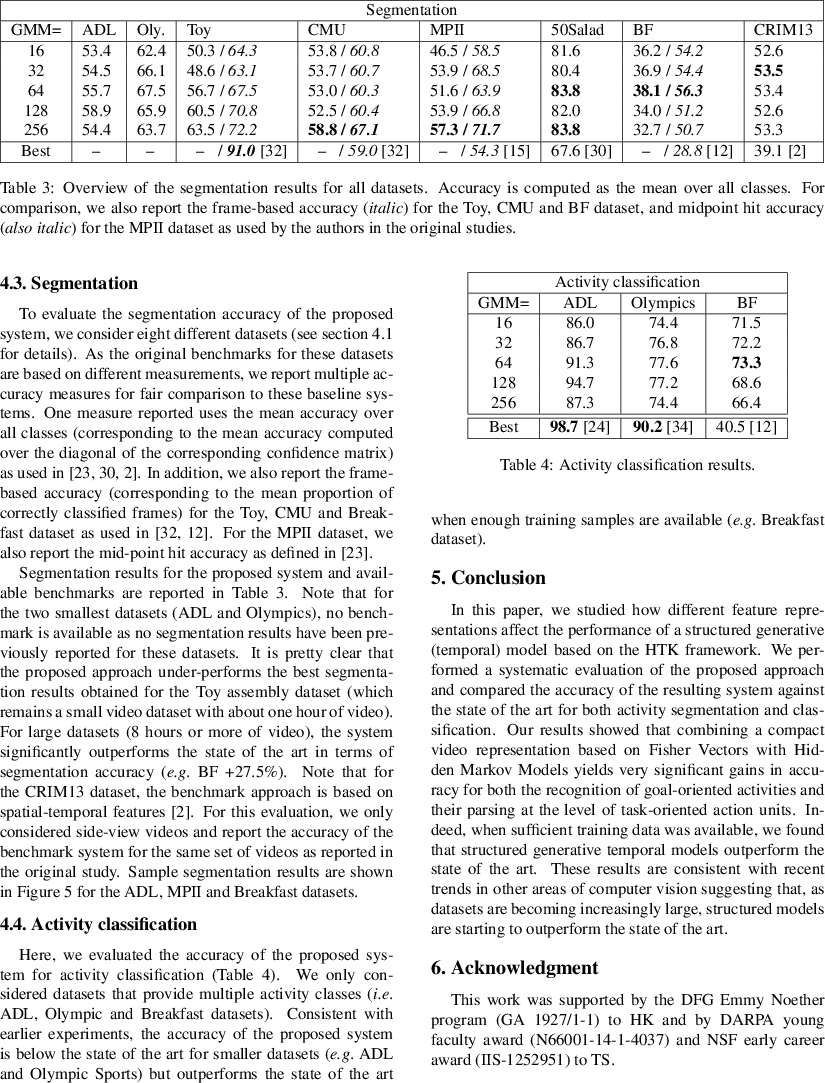 Segmentation
GMM= ADL Oly. Toy CMU MPII 50Salad BF CRIM13
16 53.4 62.4 50.3 / 64.3 53.8 / 60.8 46.5 / 58.5 81.6 36.2 / 54.2 52.6
32 54.5 66.1 48.6 / 63.1 53.7 / 60.7 53.9 / 68.5 80.4 36.9 / 54.4 53.5
64 55.7 67.5 56.7 / 67.5 53.0 / 60.3 51.6 / 63.9 83.8 38.1 / 56.3 53.4
128 58.9 65.9 60.5 / 70.8 52.5 / 60.4 53.9 / 66.8 82.0 34.0 / 51.2 52.6
256 54.4 63.7 63.5 / 72.2 58.8 / 67.1 57.3 / 71.7 83.8 32.7 / 50.7 53.3
Best – – – / 91.0 [32] – / 59.0 [32] – / 54.3 [15] 67.6 [30] – / 28.8 [12] 39.1 [2]
Table 3: Overview of the segmentation results for all datasets. Accuracy is computed as the mean over all classes. For
comparison, we also report the frame-based accuracy (italic) for the Toy, CMU and BF dataset, and midpoint hit accuracy
(also italic) for the MPII dataset as used by the authors in the original studies.
4.3. Segmentation
To evaluate the segmentation accuracy of the proposed
system, we consider eight different datasets (see section 4.1
for details). As the original benchmarks for these datasets
are based on different measurements, we report multiple ac-
curacy measures for fair comparison to these baseline sys-
tems. One measure reported uses the mean accuracy over
all classes (corresponding to the mean accuracy computed
over the diagonal of the corresponding confidence matrix)
as used in [23, 30, 2]. In addition, we also report the frame-
based accuracy (corresponding to the mean proportion of
correctly classified frames) for the Toy, CMU and Break-
fast dataset as used in [32, 12]. For the MPII dataset, we
also report the mid-point hit accuracy as defined in [23].
Segmentation results for the proposed system and avail-
able benchmarks are reported in Table 3. Note that for
the two smallest datasets (ADL and Olympics), no bench-
mark is available as no segmentation results have been pre-
viously reported for these datasets. It is pretty clear that
the proposed approach under-performs the best segmenta-
tion results obtained for the Toy assembly dataset (which
remains a small video dataset with about one hour of video).
For large datasets (8 hours or more of video), the system
significantly outperforms the state of the art in terms of
segmentation accuracy (e.g. BF +27.5%). Note that for
the CRIM13 dataset, the benchmark approach is based on
spatial-temporal features [2]. For this evaluation, we only
considered side-view videos and report the accuracy of the
benchmark system for the same set of videos as reported in
the original study. Sample segmentation results are shown
in Figure 5 for the ADL, MPII and Breakfast datasets.
4.4. Activity classification
Here, we evaluated the accuracy of the proposed sys-
tem for activity classification (Table 4). We only con-
sidered datasets that provide multiple activity classes (i.e.
ADL, Olympic and Breakfast datasets). Consistent with
earlier experiments, the accuracy of the proposed system
is below the state of the art for smaller datasets (e.g. ADL
and Olympic Sports) but outperforms the state of the art
Activity classification
GMM= ADL Olympics BF
16 86.0 74.4 71.5
32 86.7 76.8 72.2
64 91.3 77.6 73.3
128 94.7 77.2 68.6
256 87.3 74.4 66.4
Best 98.7 [24] 90.2 [34] 40.5 [12]
Table 4: Activity classification results.
when enough training samples are available (e.g. Breakfast
dataset).
5. Conclusion
In this paper, we studied how different feature repre-
sentations affect the performance of a structured generative
(temporal) model based on the HTK framework. We per-
formed a systematic evaluation of the proposed approach
and compared the accuracy of the resulting system against
the state of the art for both activity segmentation and clas-
sification. Our results showed that combining a compact
video representation based on Fisher Vectors with Hid-
den Markov Models yields very significant gains in accu-
racy for both the recognition of goal-oriented activities and
their parsing at the level of task-oriented action units. In-
deed, when sufficient training data was available, we found
that structured generative temporal models outperform the
state of the art. These results are consistent with recent
trends in other areas of computer vision suggesting that, as
datasets are becoming increasingly large, structured models
are starting to outperform the state of the art.
6. Acknowledgment
This work was supported by the DFG Emmy Noether
program (GA 1927/1-1) to HK and by DARPA young
faculty award (N66001-14-1-4037) and NSF early career
award (IIS-1252951) to TS.